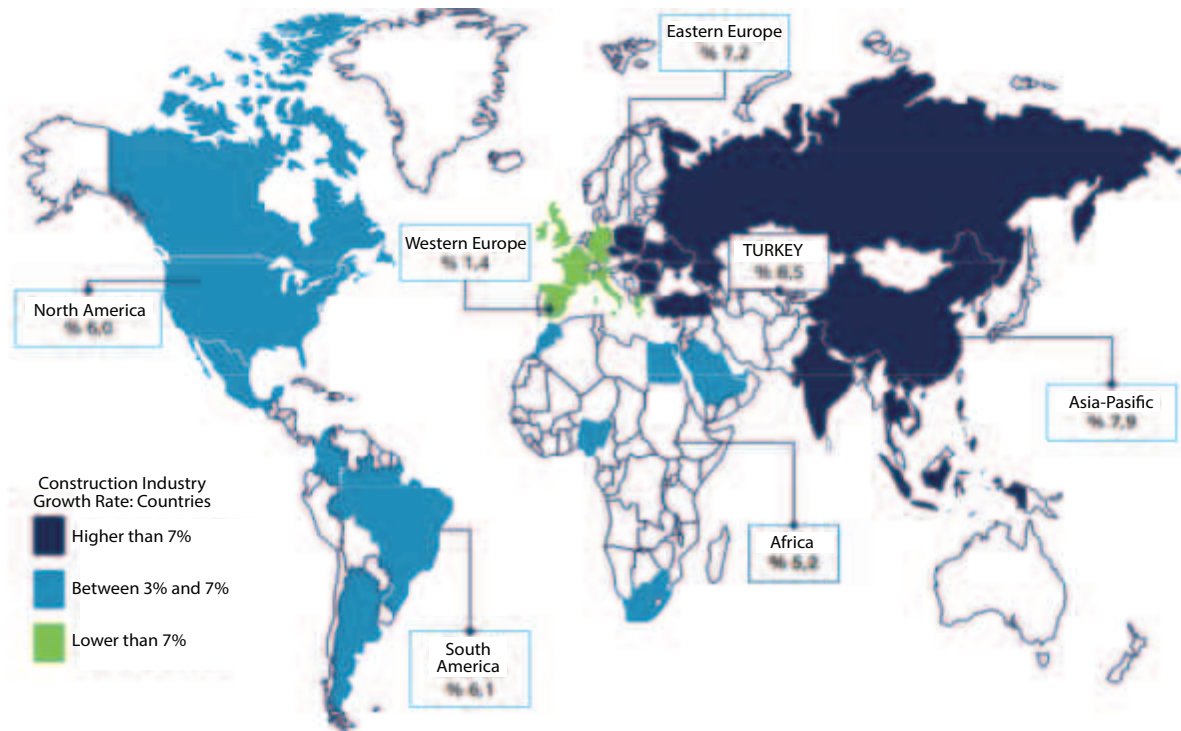 Eastern Europe
% 7,2
Western Europe
% 1,4
TURKEY
% 8,5
North America
% 6,0
Asia-Pasific
% 7,9
Construction Industry
Growth Rate: Countries
Higher than 7%
Between 3% and 7%
Lower than 7%
Africa
% 5,2
South
America
% 6,1